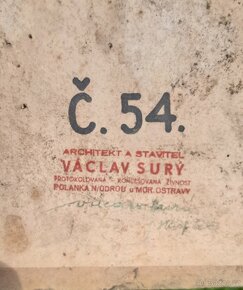 Č. 54.
ARCHITEKT A STAVITEL
VÁCLAV SURÝ
PROTOKOLOVANÁ KONCESOVANÁ ŽIVNOST
POLANKA N/ODROU u MOR. OSTRAVY